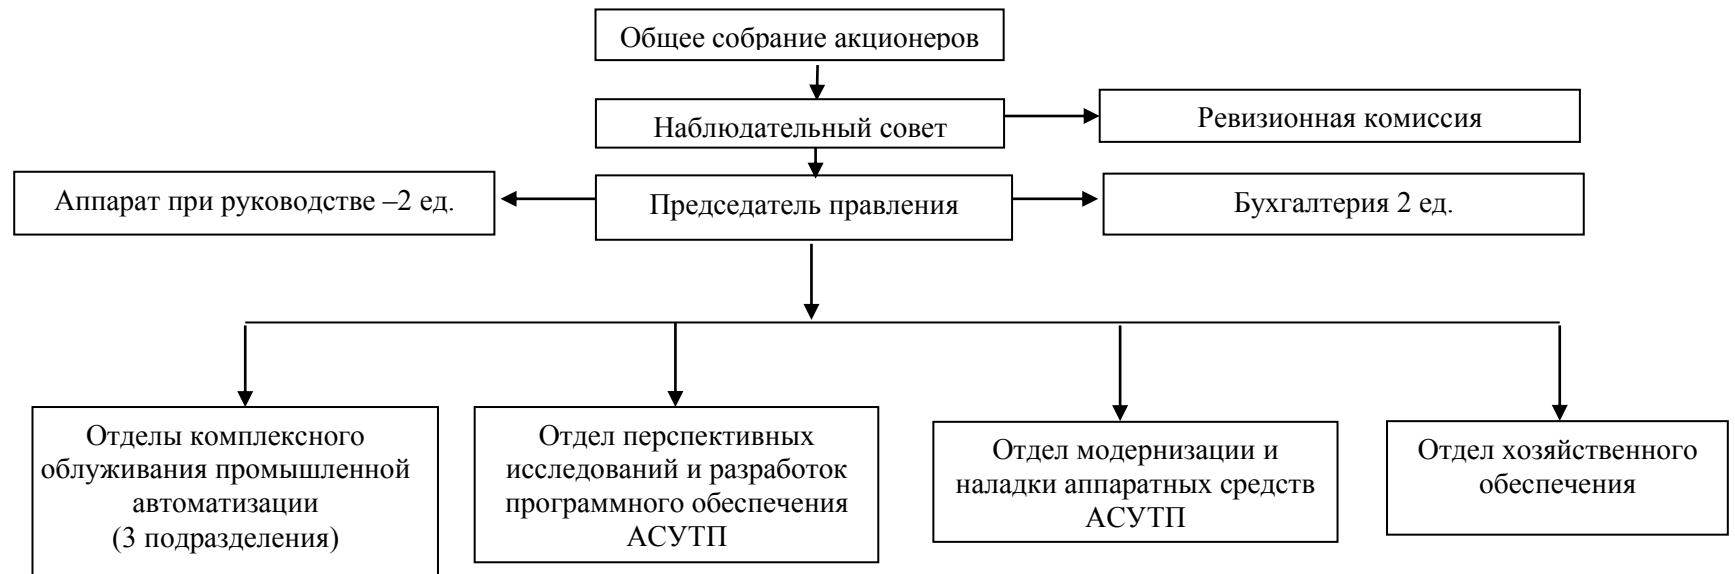 Общее собрание акционеров
Наблюдательный совет
Ревизионная комиссия
Аппарат при руководстве –2 ед.
Председатель правления
Бухгалтерия 2 ед.
Отделы комплексного
облуживания промышленной
автоматизации
(3 подразделения)
Отдел перспективных
исследований и разработок
программного обеспечения
АСУТП
Отдел модернизации и
наладки аппаратных средств
АСУТП
Отдел хозяйственного
обеспечения